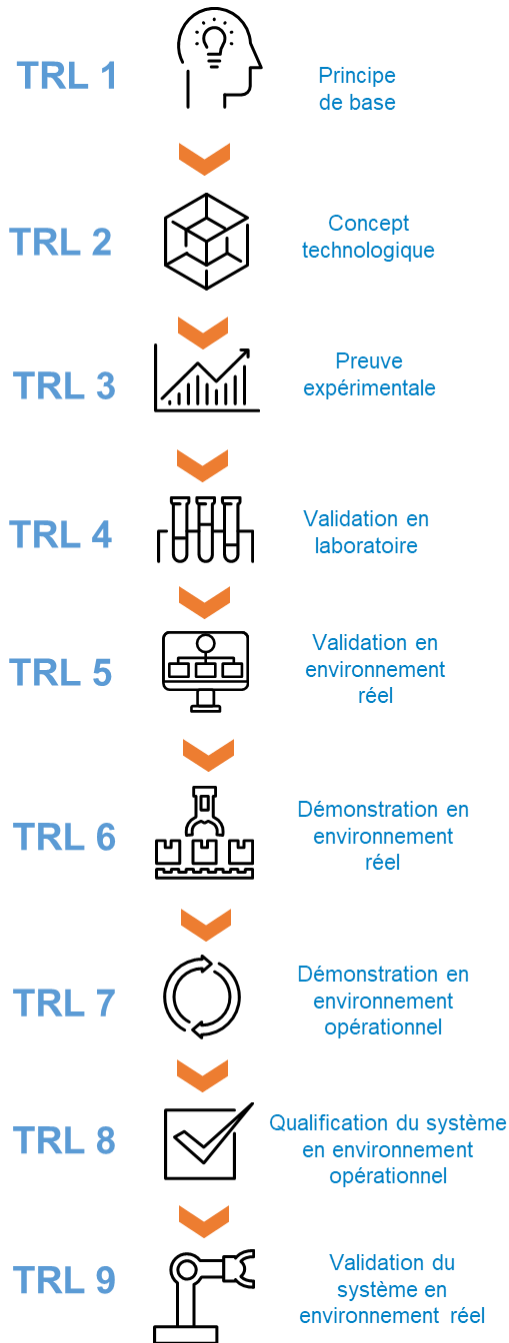 TRL 1
Principe
de base
TRL 2
Concept
technologique
TRL 3
Preuve
expérimentale
TRL 4
Validation en
laboratoire
TRL 5
Validation en
environnement
réel
TRL 6
Démonstration en
environnement
réel
TRL 7
Démonstration en
environnement
opérationnel
TRL 8
Qualification du système
en environnement
opérationnel
TRL 9
Validation du
système en
environnement réel